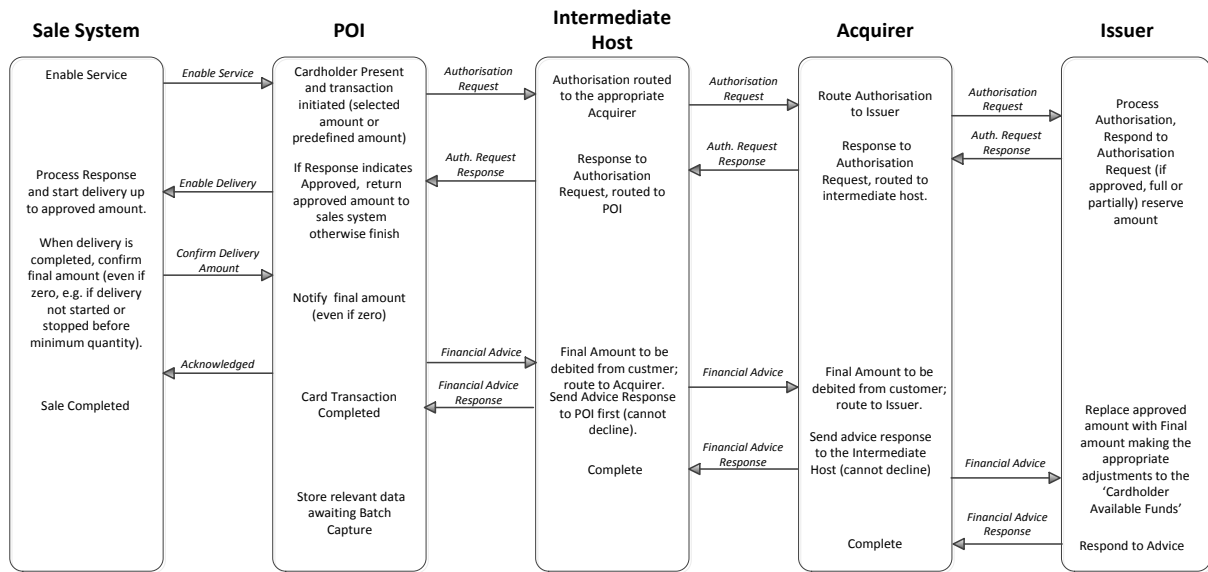 Sale System
POI
Intermediate
Host
Acquirer
Issuer
Enable Service
Enable Service
Cardholder Present
and transaction
initiated (selected
amount or
predefined amount)
Authorisation
Request
Authorisation routed
to the appropriate
Acquirer
Authorisation
Request
Route Authorisation
to Issuer
Authorisation
Request
Process
Authorisation,
Respond to
Authorisation
Request (if
approved, full or
partially) reserve
amount
Auth. Request
Response
Response to
Authorisation
Request, routed to
intermediate host.
Auth. Request
Response
Response to
Authorisation
Request, routed to
POI
Auth. Request
Response
If Response indicates
Approved, return
approved amount to
sales system
otherwise finish
Enable Delivery
Process Response
and start delivery up
to approved amount.
When delivery is
completed, confirm
final amount (even if
zero, e.g. if delivery
not started or
stopped before
minimum quantity).
Confirm Delivery
Amount
Notify final amount
(even if zero)
Acknowledged
Sale Completed
Financial Advice
Final Amount to be
debited from custmer;
route to Acquirer.
Send Advice Response
to POI first (cannot
decline).
Financial Advice
Response
Card Transaction
Completed
Financial Advice
Final Amount to be
debited from customer;
route to Issuer.
Send advice response
to the Intermediate
Host (cannot decline)
Financial Advice
Response
Complete
Store relevant data
awaiting Batch
Capture
Financial Advice
Replace approved
amount with Final
amount making the
appropriate
adjustments to the
‘Cardholder
Available Funds’
Financial Advice
Response
Respond to Advice
Complete